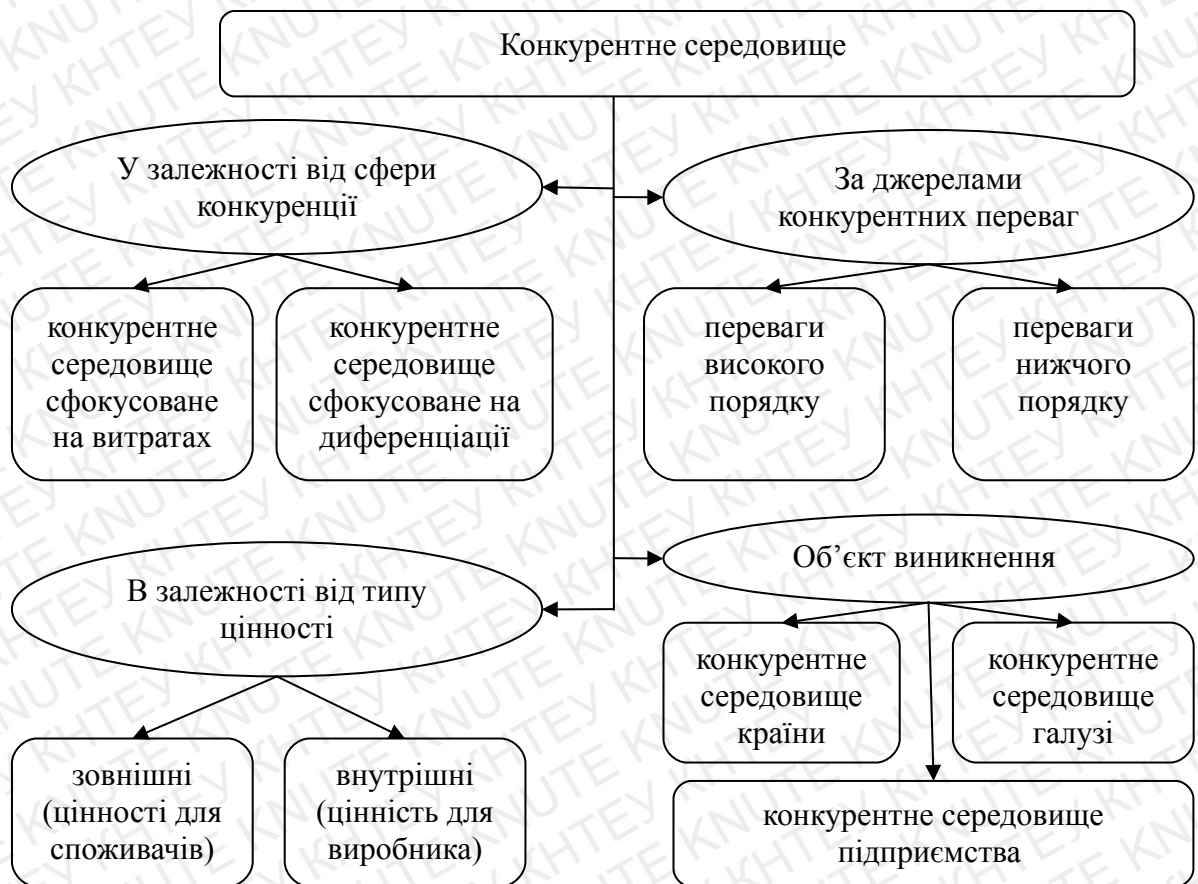 Конкурентне середовище
У залежності від сфери
конкуренції
За джерелами
конкурентних переваг
конкурентне
середовище
сфокусоване
на витратах
конкурентне
середовище
сфокусоване на
диференціації
переваги
високого
порядку
переваги
нижчого
порядку
В залежності від типу
цінності
Об’єкт виникнення
зовнішні
(цінності для
споживачів)
внутрішні
(цінність для
виробника)
конкурентне
середовище
країни
конкурентне
середовище
галузі
конкурентне середовище
підприємства